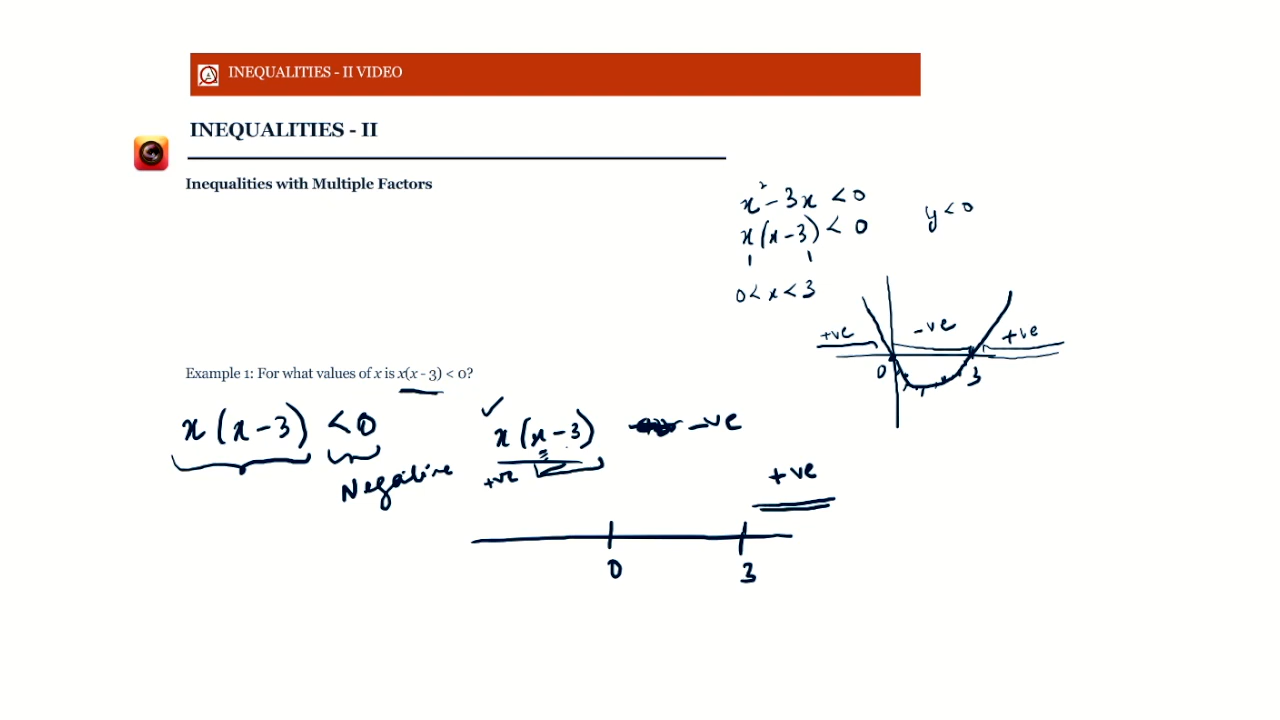 INEQUALITIES - II VIDEO
INEQUALITIES - II
Inequalities with Multiple Factors
x² - 3x < 0
y < 0
x(x-3) < 0
0 < x < 3
+ve
-ve
+ve
0
3
Example 1: For what values of x is x(x - 3) < 0?
x(x-3) < 0
x(x-3)
-ve
Negative
+ve
+ve
0
3